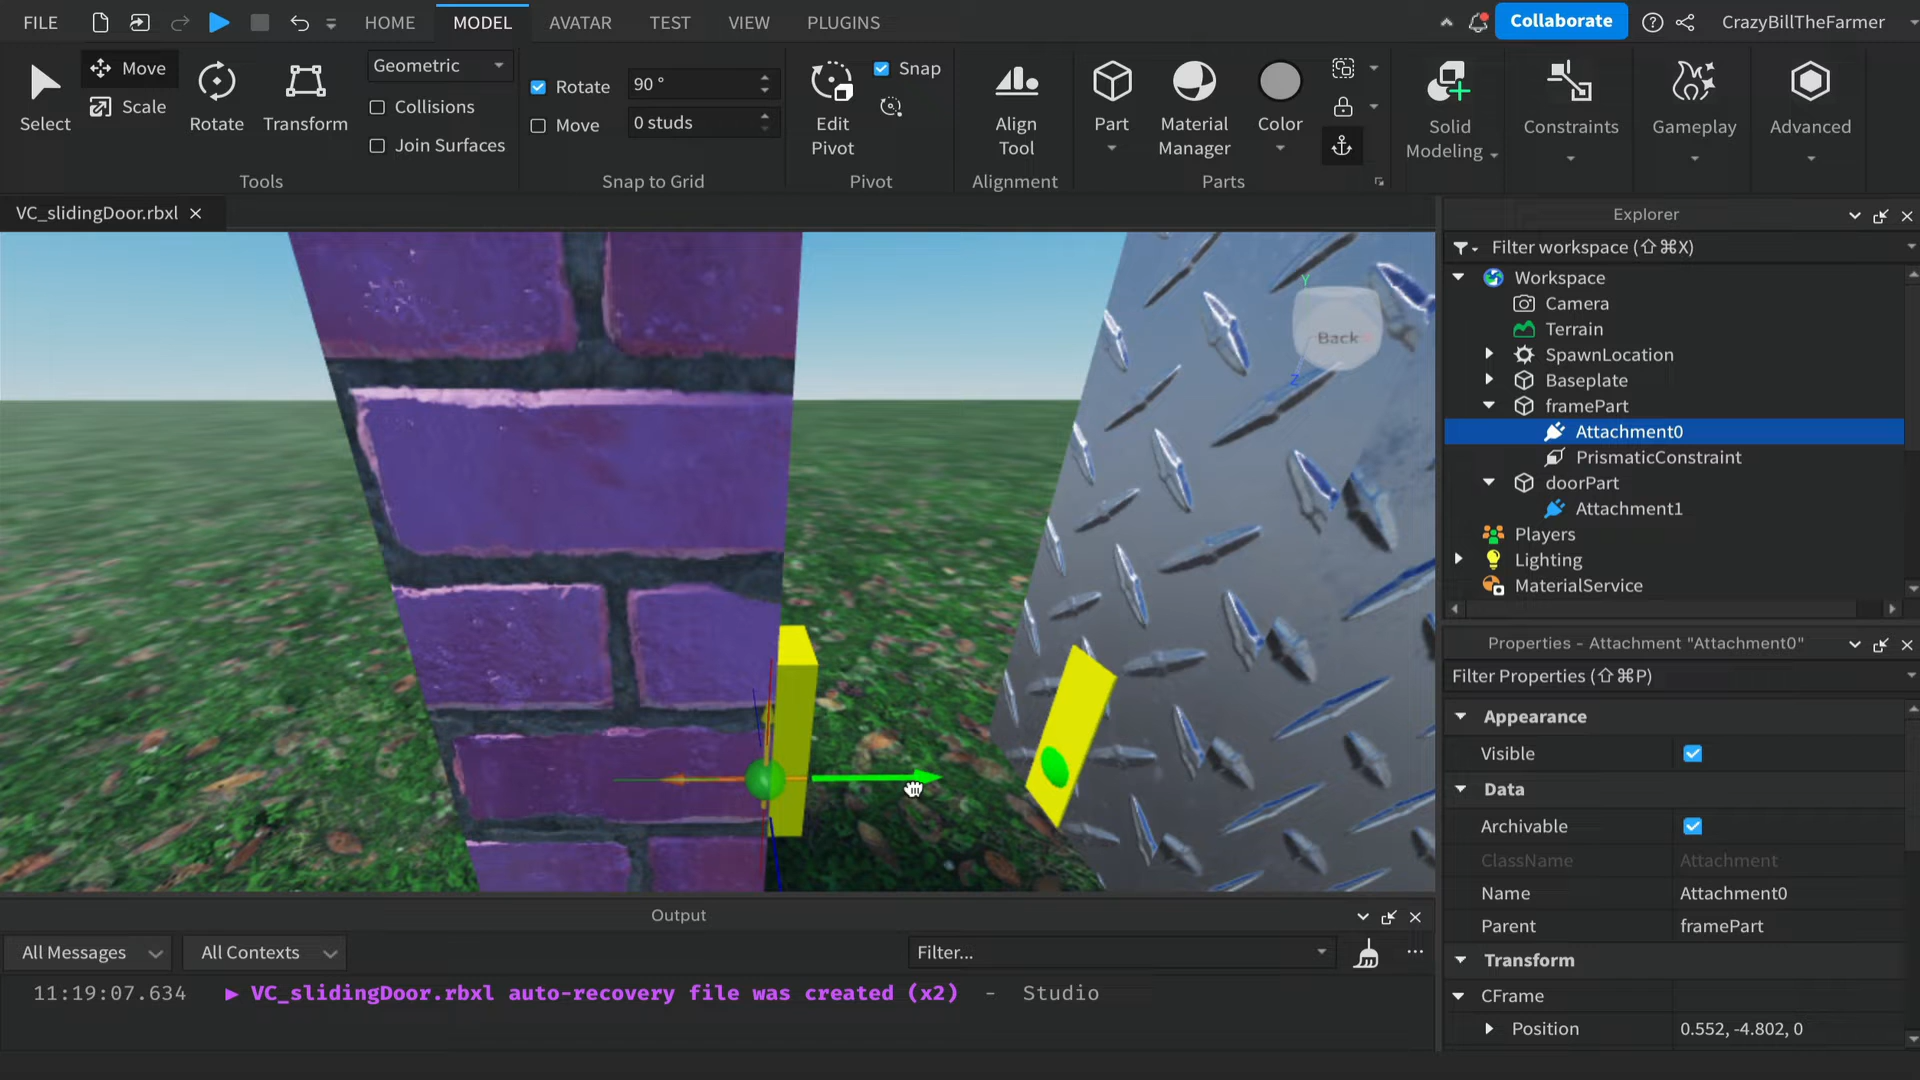 FILE HOME MODEL AVATAR TEST VIEW PLUGINS Collaborate CrazyBillTheFarmer
Select Move Scale Rotate Transform Geometric Collisions Join Surfaces
Tools
Rotate 90 °
Move 0 studs
Snap to Grid
Edit Pivot Snap
Pivot
Align Tool
Alignment
Part Material Manager Color
Parts
Solid Modeling Constraints Gameplay Advanced
VC_slidingDoor.rbxl
Back
Y
Z
Explorer
Filter workspace (⇧⌘X)
Workspace
Camera
Terrain
SpawnLocation
Baseplate
framePart
Attachment0
PrismaticConstraint
doorPart
Attachment1
Players
Lighting
MaterialService
Properties - Attachment "Attachment0"
Filter Properties (⇧⌘P)
Appearance
Visible
Data
Archivable
ClassName Attachment
Name Attachment0
Parent framePart
Transform
CFrame
Position 0.552, -4.802, 0
Output
All Messages All Contexts Filter... ...
11:19:07.634 VC_slidingDoor.rbxl auto-recovery file was created (x2) - Studio